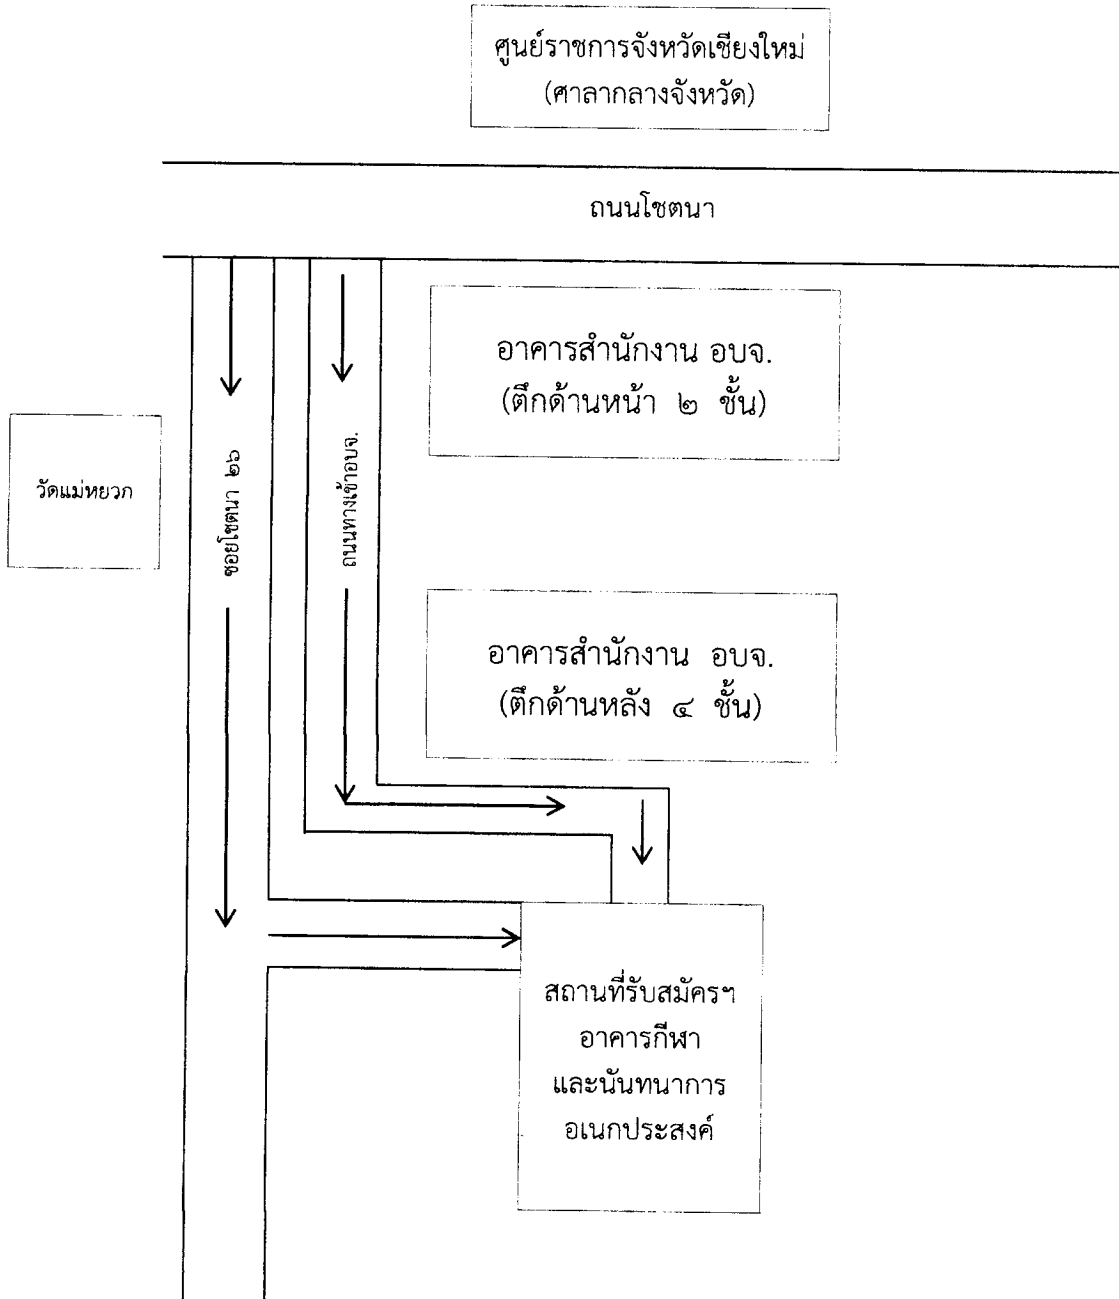 ศูนย์ราชการจังหวัดเชียงใหม่
(ศาลากลางจังหวัด)
ถนนโชตนา
อาคารสำนักงาน อบจ.
(ตึกด้านหน้า ๒ ชั้น)
วัดแม่หยวก
ซอยโชตนา ๒๖
ถนนทางเข้าอบจ.
อาคารสำนักงาน อบจ.
(ตึกด้านหลัง ๔ ชั้น)
สถานที่รับสมัครฯ
อาคารกีฬา
และนันทนาการ
อเนกประสงค์